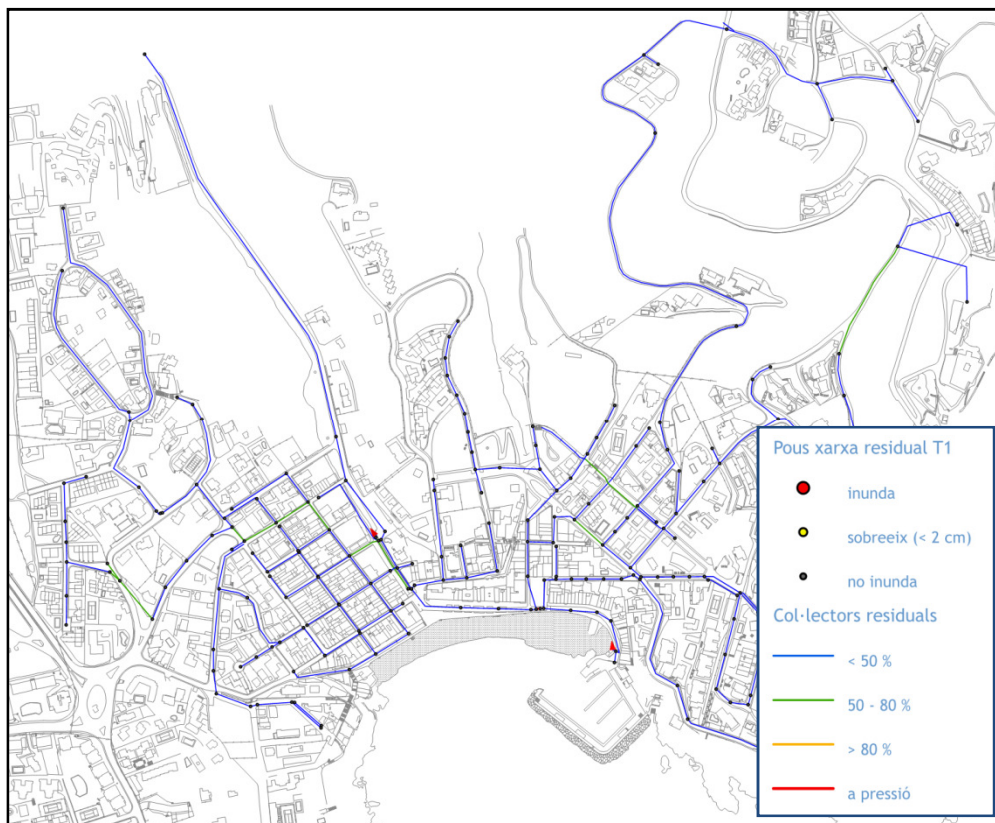 Pous xarxa residual T1
inunda
sobreeix (< 2 cm)
no inunda
Col·lectors residuals
< 50 %
50 - 80 %
> 80 %
a pressió